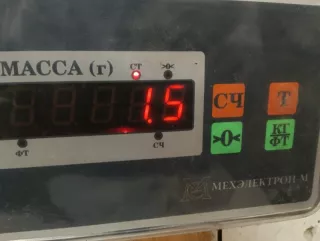 МАССА (г) СТ >0<
1.5
СЧ Т
>0< КГ ФТ
ФТ СЧ
МЕХЭЛЕКТРОН-М